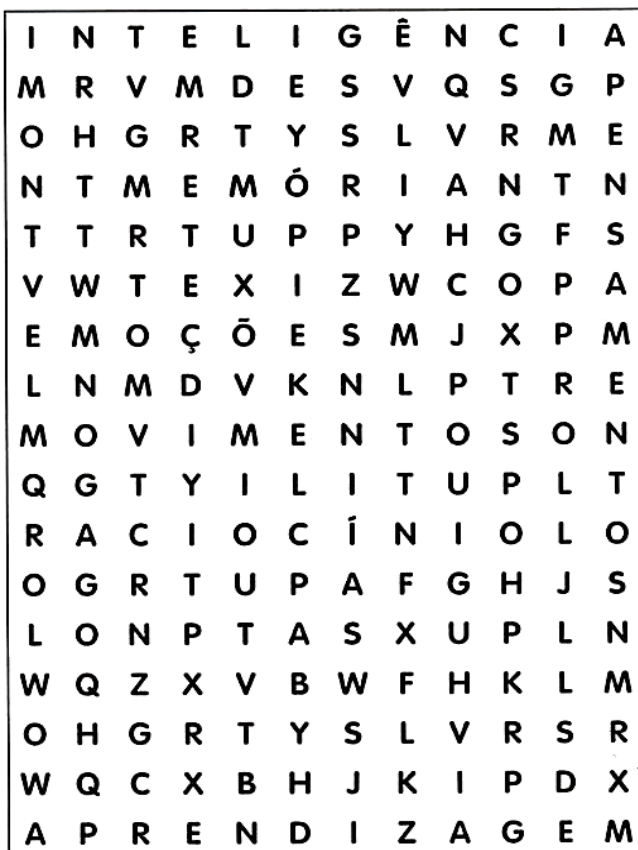 I N T E L I G Ê N C I A
M R V M D E S V Q S G P
O H G R T Y S L V R M E
N T M E M Ó R I A N T N
T T R T U P P Y H G F S
V W T E X I Z W C O P A
E M O Ç Õ E S M J X P M
L N M D V K N L P T R E
M O V I M E N T O S O N
Q G T Y I L I T U P L T
R A C I O C Í N I O L O
O G R T U P A F G H J S
L O N P T A S X U P L N
W Q Z X V B W F H K L M
O H G R T Y S L V R S R
W Q C X B H J K I P D X
A P R E N D I Z A G E M